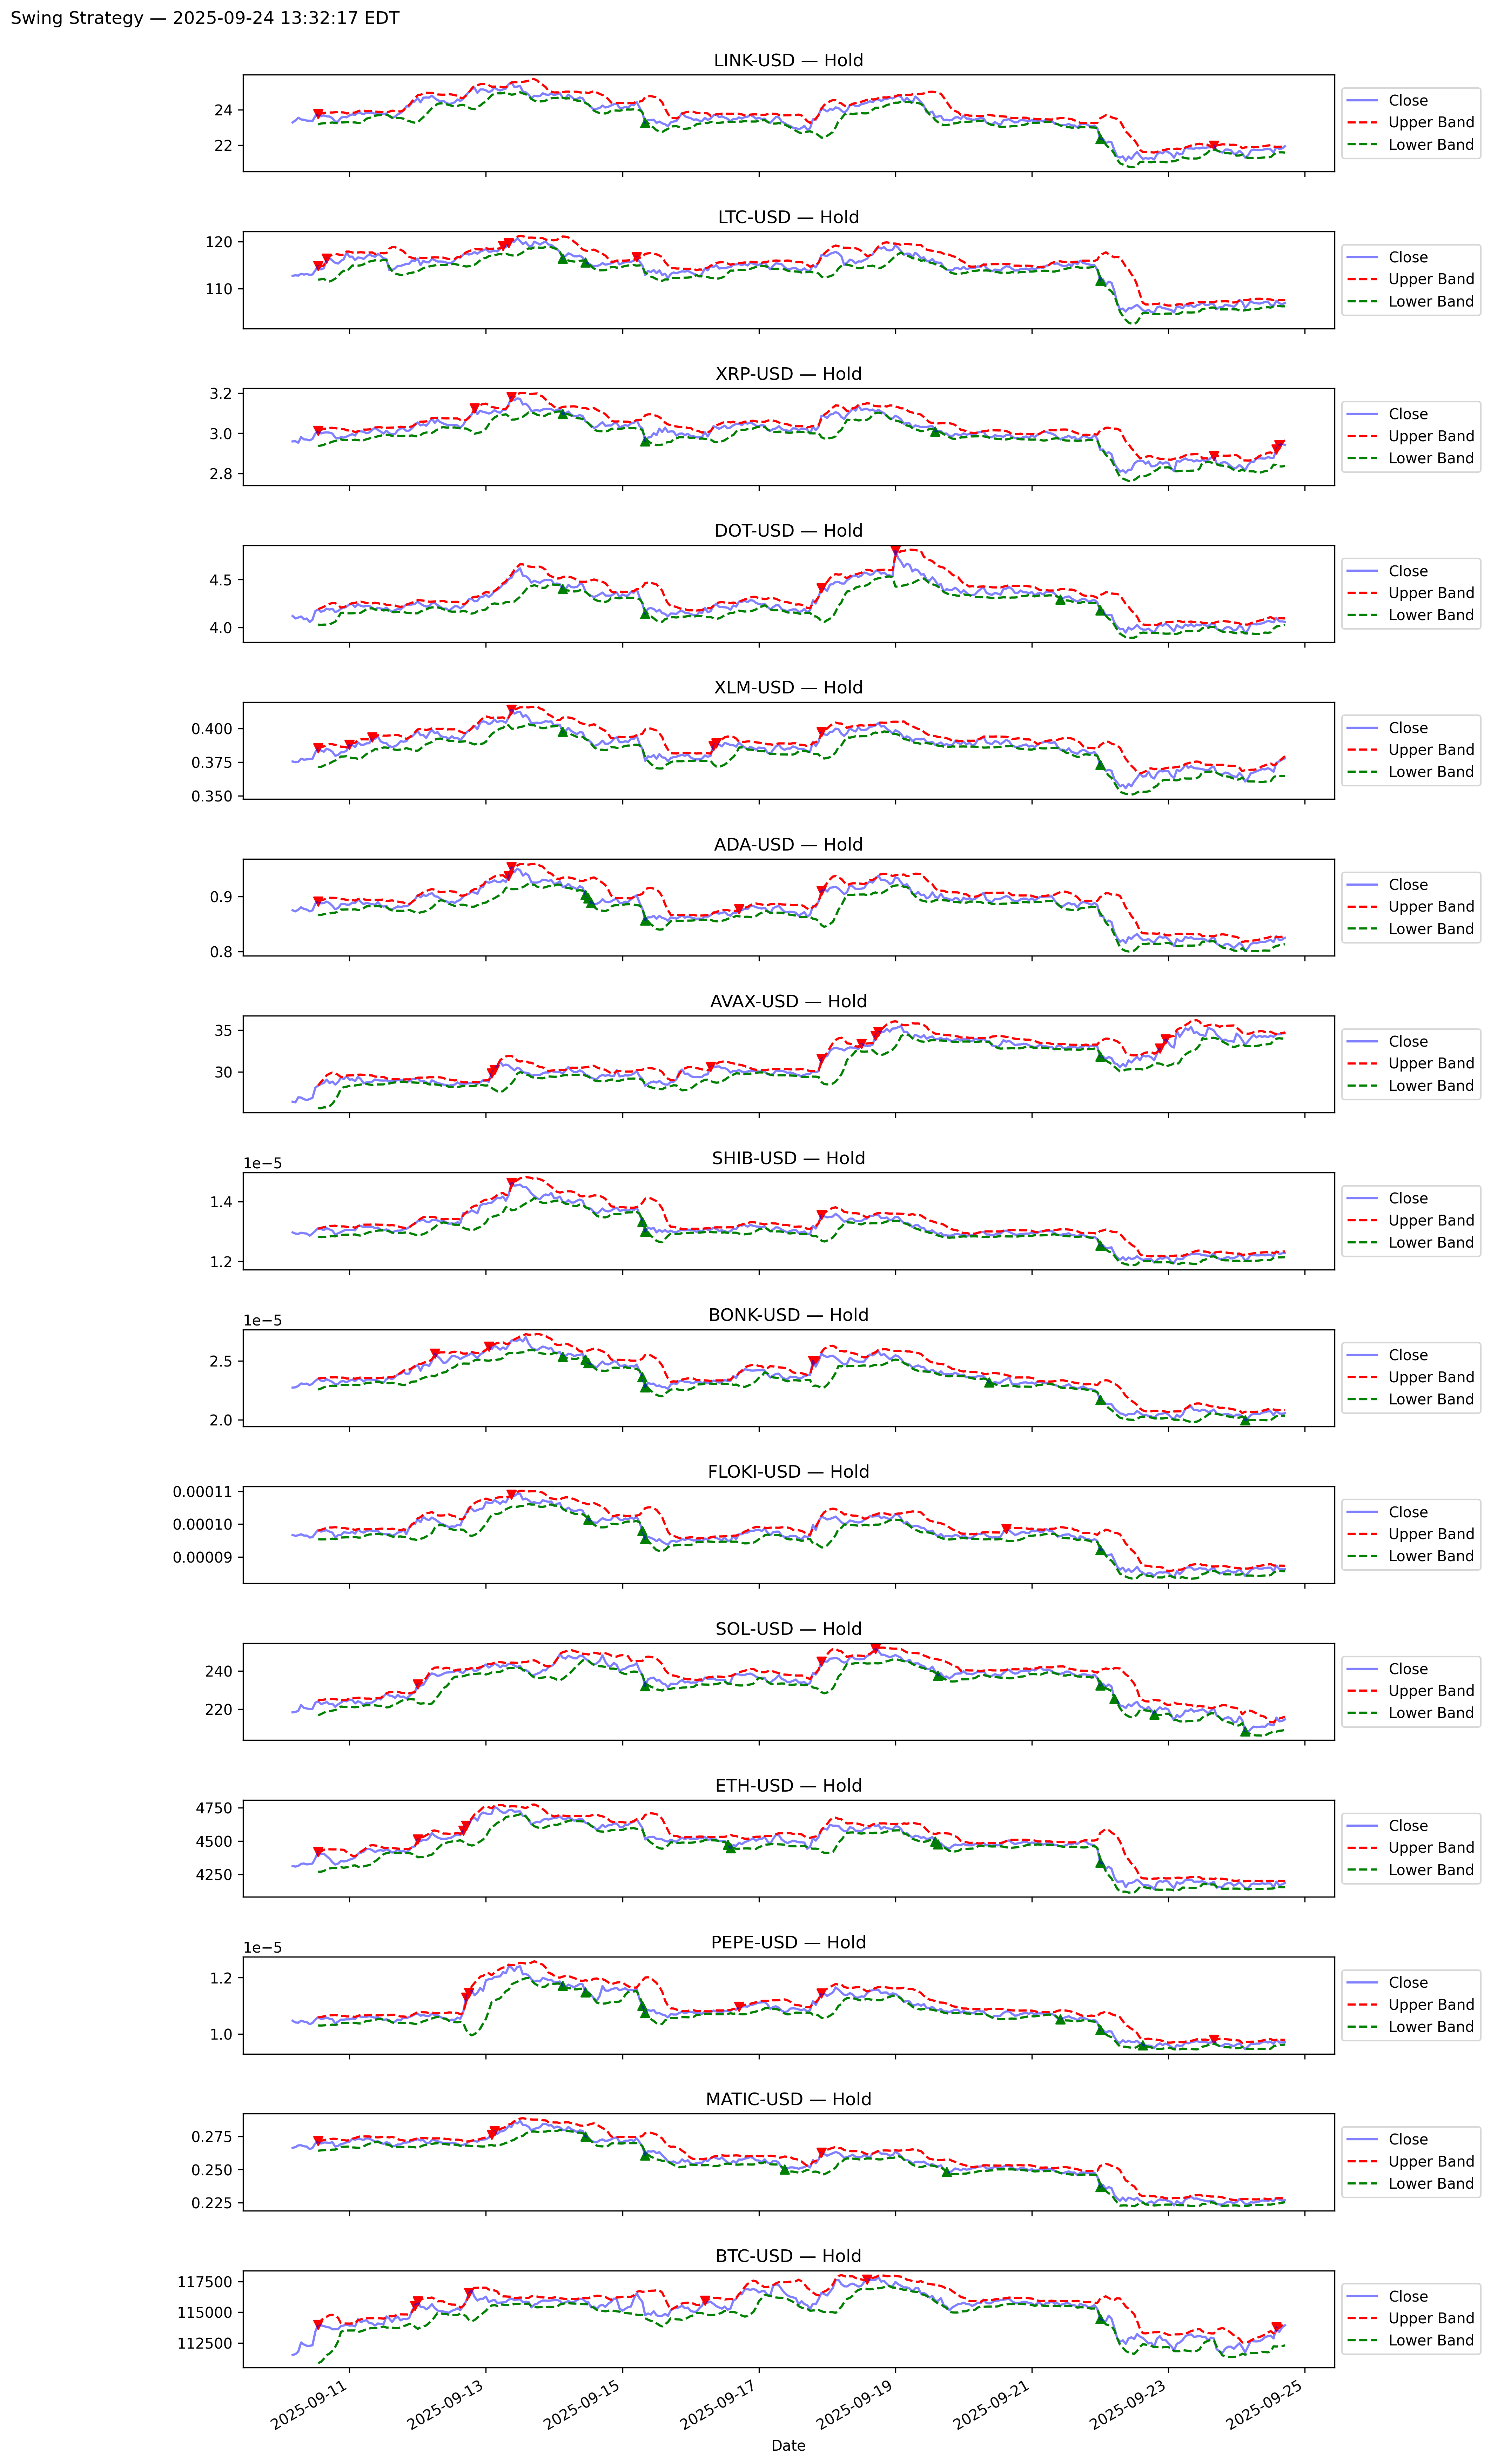 Swing Strategy — 2025-09-24 13:32:17 EDT
LINK-USD — Hold
24
22
Close
Upper Band
Lower Band
LTC-USD — Hold
120
110
Close
Upper Band
Lower Band
XRP-USD — Hold
3.2
3.0
2.8
Close
Upper Band
Lower Band
DOT-USD — Hold
4.5
4.0
Close
Upper Band
Lower Band
XLM-USD — Hold
0.400
0.375
0.350
Close
Upper Band
Lower Band
ADA-USD — Hold
0.9
0.8
Close
Upper Band
Lower Band
AVAX-USD — Hold
35
30
Close
Upper Band
Lower Band
SHIB-USD — Hold
1e−5
1.4
1.2
Close
Upper Band
Lower Band
BONK-USD — Hold
1e−5
2.5
2.0
Close
Upper Band
Lower Band
FLOKI-USD — Hold
0.00011
0.00010
0.00009
Close
Upper Band
Lower Band
SOL-USD — Hold
240
220
Close
Upper Band
Lower Band
ETH-USD — Hold
4750
4500
4250
Close
Upper Band
Lower Band
PEPE-USD — Hold
1e−5
1.2
1.0
Close
Upper Band
Lower Band
MATIC-USD — Hold
0.275
0.250
0.225
Close
Upper Band
Lower Band
BTC-USD — Hold
117500
115000
112500
Close
Upper Band
Lower Band
2025-09-11
2025-09-13
2025-09-15
2025-09-17
2025-09-19
2025-09-21
2025-09-23
2025-09-25
Date